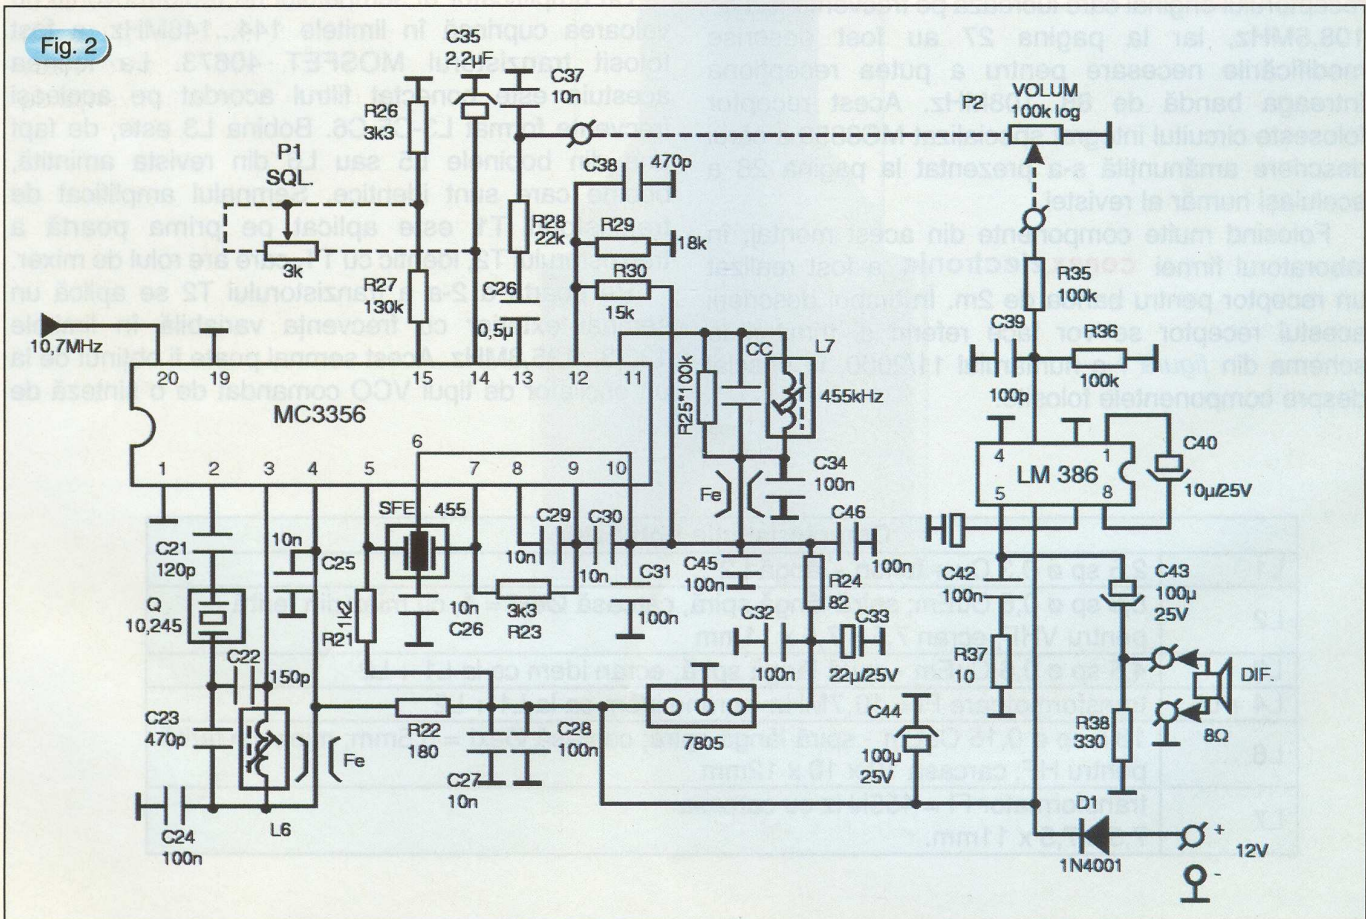 Fig. 2
C35
2.2µF
C37
10n
R26
3k3
P2
VOLUM
100k log
P1
SQL
C38
470p
R28
22k
R29
18k
R30
15k
3k
R27
130k
C26
0,5µ
R35
100k
C39
R36
100k
100p
10,7MHz
20
19
15
14
13
12
11
MC3356
R25*100k
CC
L7
455kHz
C34
100n
Fe
1
2
3
4
5
6
7
8
9
10
4
1
LM 386
5
8
C40
10µ/25V
SFE
455
C21
120p
10n
C25
C29
C30
10n
10n
C31
100n
C45
100n
C46
100n
R24
82
C42
100n
C43
100µ
25V
Q
10,245
1k2
R21
10n
C26
3k3
R23
C32
100n
C33
22µ/25V
R37
10
DIF.
8Ω
C22
150p
C23
470p
R22
180
C28
100n
7805
C44
100µ
25V
R38
330
Fe
C27
10n
L6
C24
100n
D1
1N4001
+
12V
-